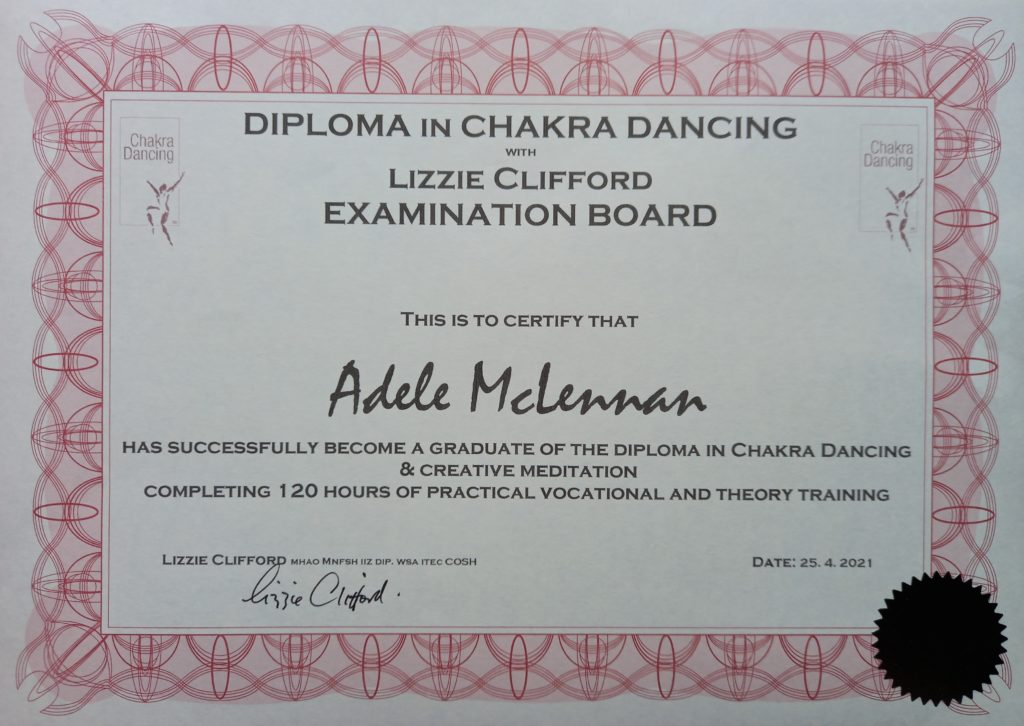 DIPLOMA IN CHAKRA DANCING
WITH
LIZZIE CLIFFORD
EXAMINATION BOARD
Chakra
Dancing
Chakra
Dancing
THIS IS TO CERTIFY THAT
Adele McLennan
HAS SUCCESSFULLY BECOME A GRADUATE OF THE DIPLOMA IN CHAKRA DANCING
& CREATIVE MEDITATION
COMPLETING 120 HOURS OF PRACTICAL VOCATIONAL AND THEORY TRAINING
LIZZIE CLIFFORD MHAO MNFSH IIZ DIP. WSA ITEC COSH
DATE: 25. 4. 2021
Lizzie Clifford.